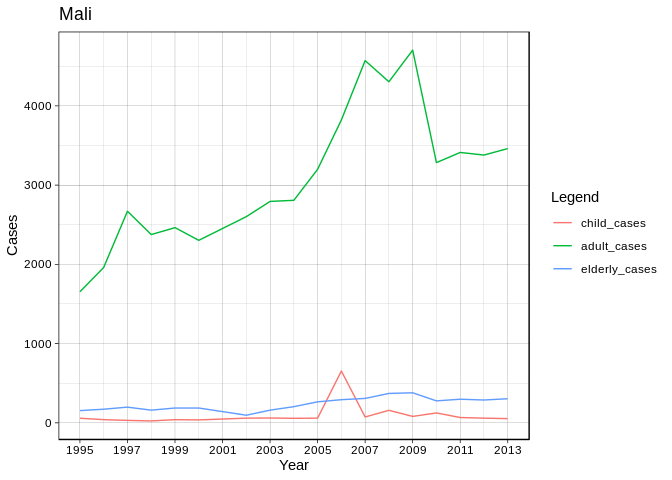 Mali
Cases
4000
3000
2000
1000
0
1995 1997 1999 2001 2003 2005 2007 2009 2011 2013
Year
Legend
child_cases
adult_cases
elderly_cases